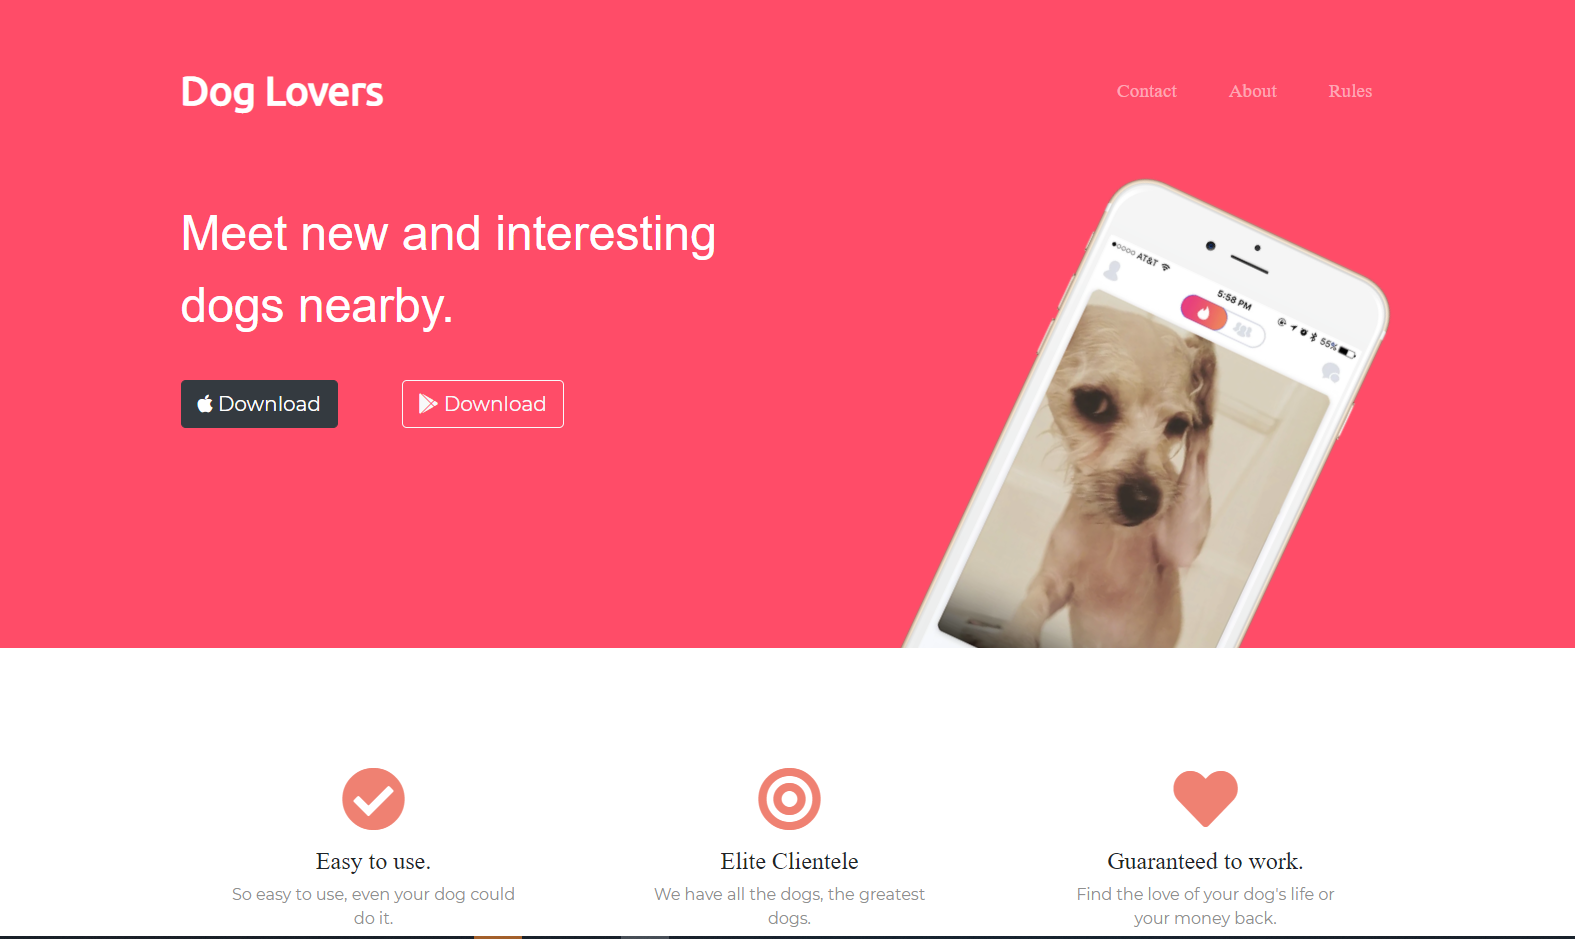 Dog Lovers
Contact About Rules
Meet new and interesting
dogs nearby.
Download
Download
AT&T
5:58 PM
55%
Easy to use.
So easy to use, even your dog could
do it.
Elite Clientele
We have all the dogs, the greatest
dogs.
Guaranteed to work.
Find the love of your dog's life or
your money back.